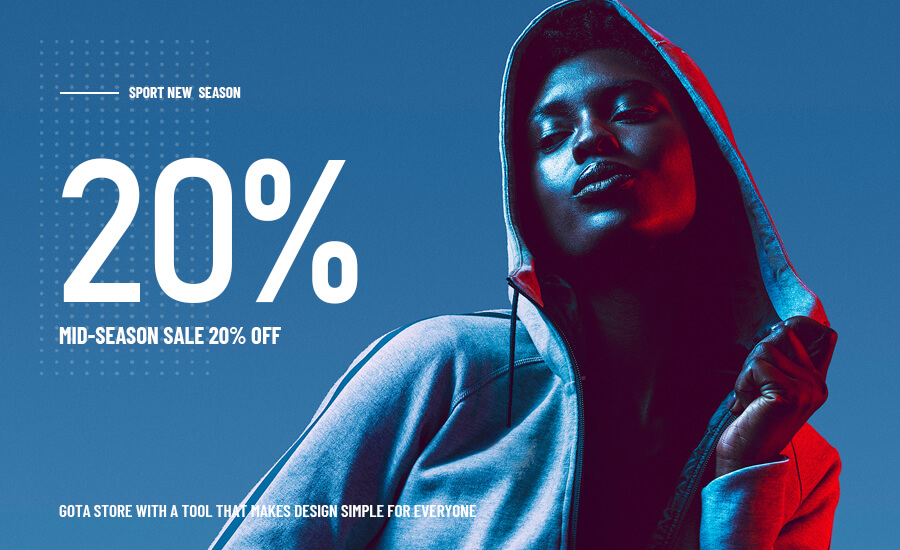 SPORT NEW SEASON
20%
MID-SEASON SALE 20% OFF
GOTA STORE WITH A TOOL THAT MAKES DESIGN SIMPLE FOR EVERYONE